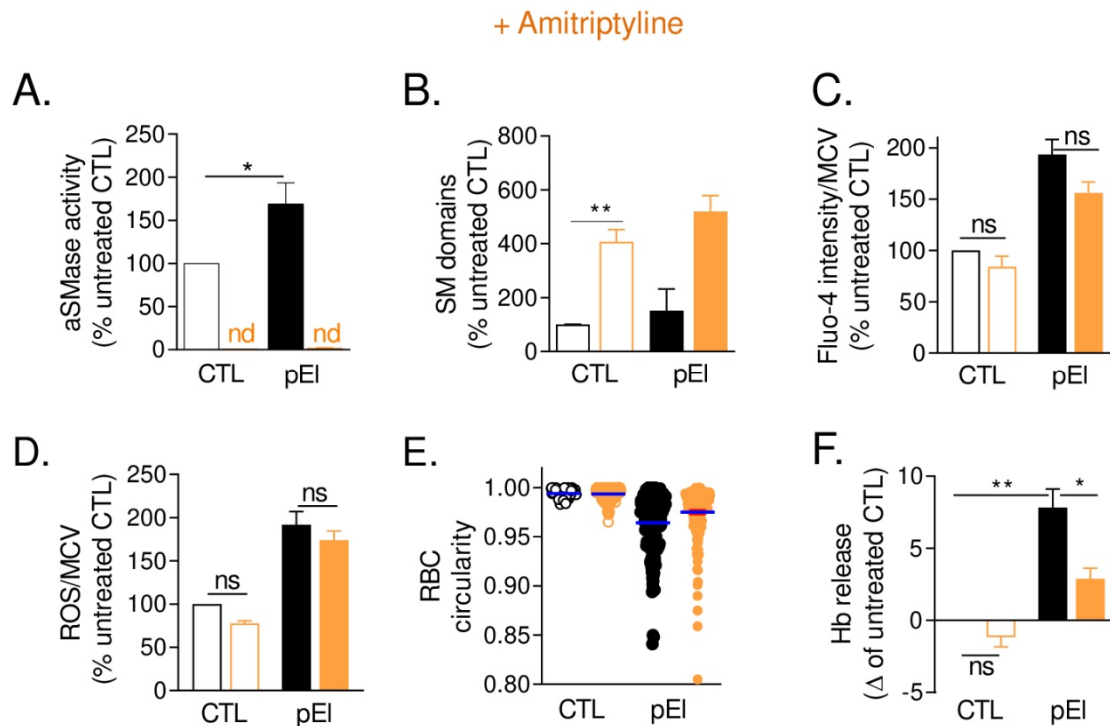 + Amitriptyline
A.
aSMase activity
(% untreated CTL)
250
200
150
100
50
0
*
nd
nd
CTL
pEl
B.
SM domains
(% untreated CTL)
800
600
400
200
0
**
CTL
pEl
C.
Fluo-4 intensity/MCV
(% untreated CTL)
200
150
100
50
0
ns
ns
CTL
pEl
D.
ROS/MCV
(% untreated CTL)
250
200
150
100
50
0
ns
ns
CTL
pEl
E.
RBC
circularity
1.00
0.95
0.90
0.85
0.80
CTL
pEl
F.
Hb release
(Δ of untreated CTL)
10
5
0
-5
**
*
ns
CTL
pEl